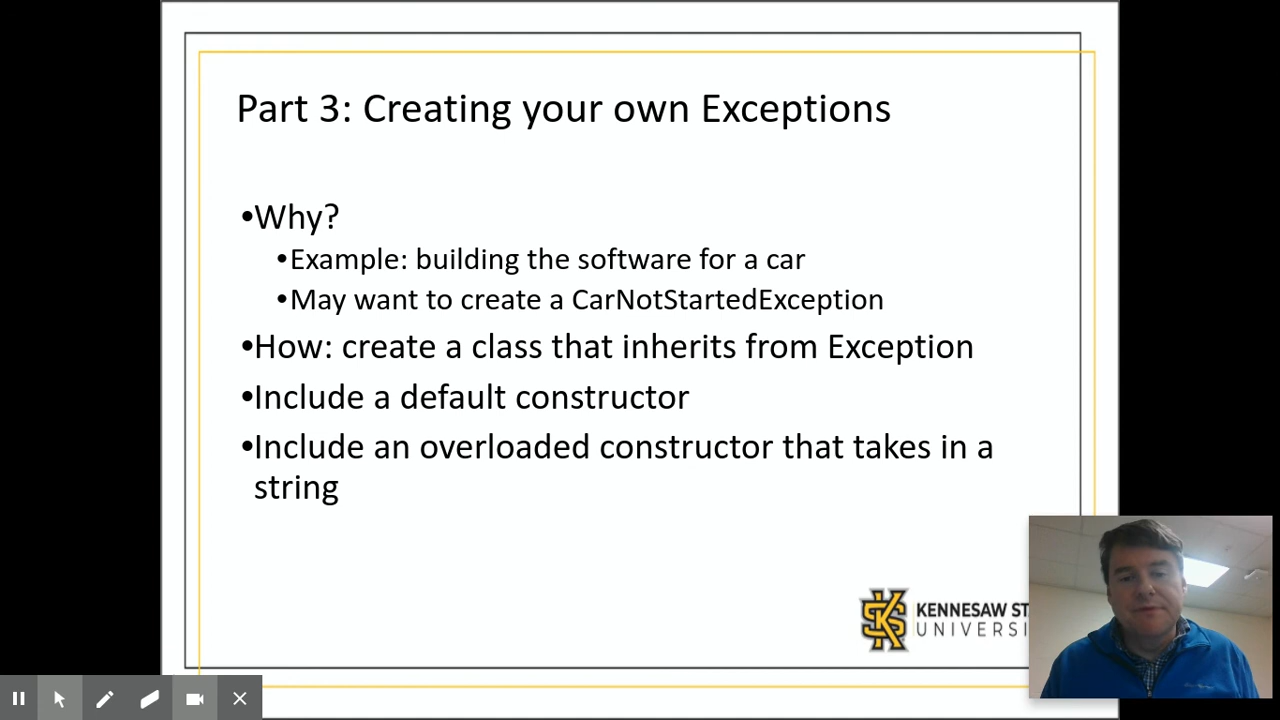 Part 3: Creating your own Exceptions
•Why?
•Example: building the software for a car
•May want to create a CarNotStartedException
•How: create a class that inherits from Exception
•Include a default constructor
•Include an overloaded constructor that takes in a
string
KENNESAW ST
UNIVERSI